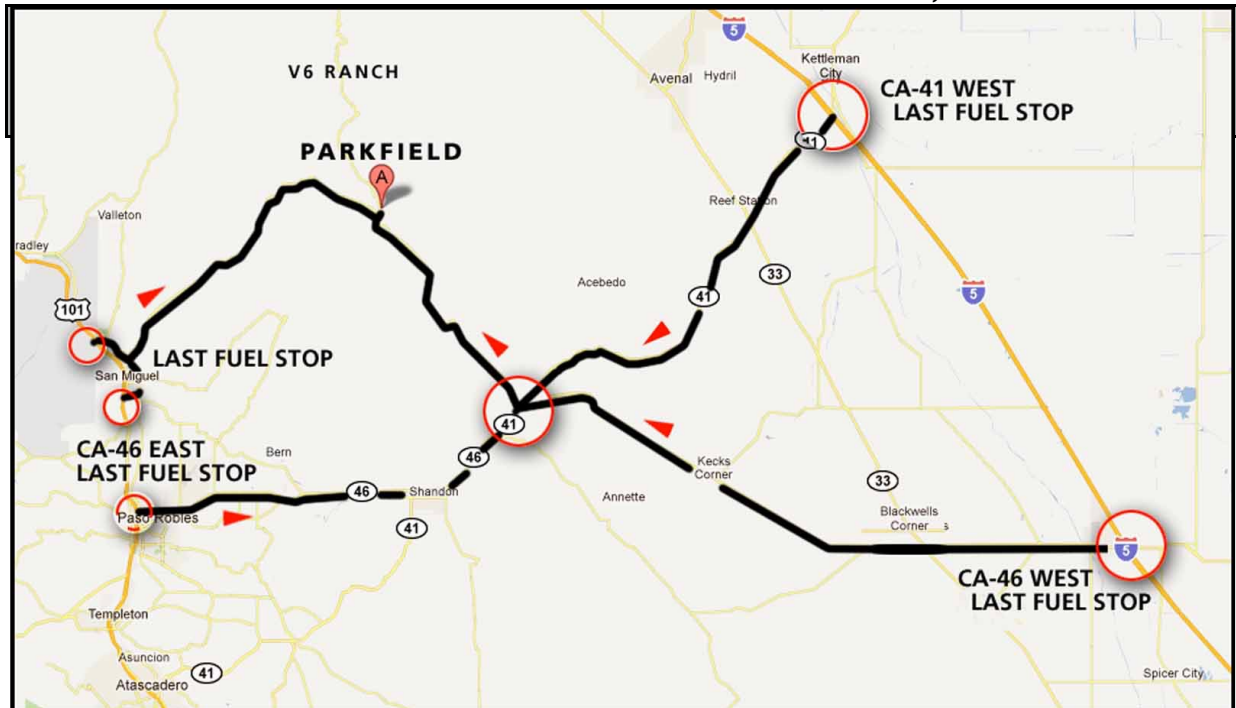 5
Kettleman
City
V6 RANCH
Avenal
Hydril
CA-41 WEST
LAST FUEL STOP
41
PARKFIELD
A
Reef Station
Valleton
radley
33
Acebedo
5
41
101
LAST FUEL STOP
San Miguel
41
CA-46 EAST
LAST FUEL STOP
Bern
46
Kecks
Corner
46
Shandon
33
Annette
Paso Robles
41
Blackwells
Corner
s
5
CA-46 WEST
LAST FUEL STOP
Templeton
Asuncion
41
Atascadero
Spicer City